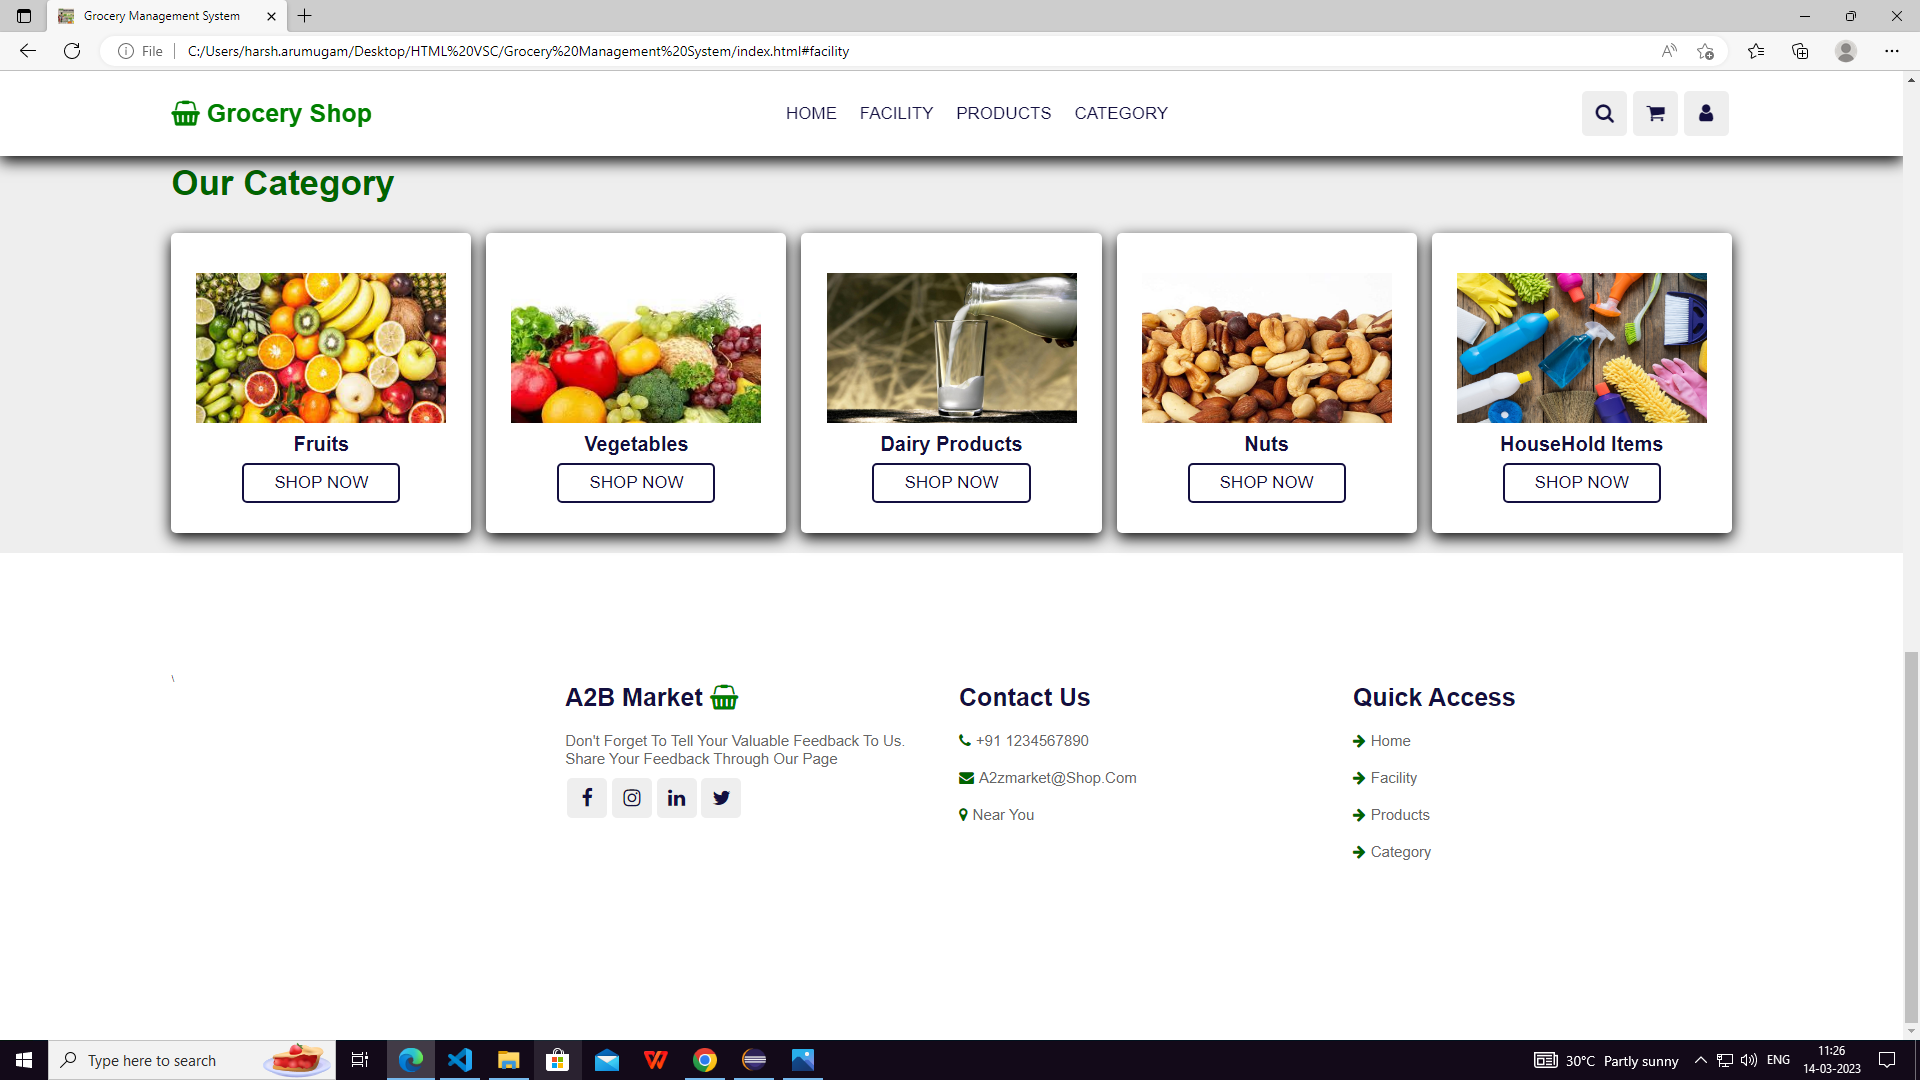 Grocery Management System
File
C:/Users/harsh.arumugam/Desktop/HTML%20VSC/Grocery%20Management%20System/index.html#facility
Grocery Shop
HOME FACILITY PRODUCTS CATEGORY
Our Category
Fruits
SHOP NOW
Vegetables
SHOP NOW
Dairy Products
SHOP NOW
Nuts
SHOP NOW
HouseHold Items
SHOP NOW
\
A2B Market
Don't Forget To Tell Your Valuable Feedback To Us.
Share Your Feedback Through Our Page
Contact Us
+91 1234567890
A2zmarket@Shop.Com
Near You
Quick Access
Home
Facility
Products
Category
Type here to search
30°C Partly sunny
ENG
11:26
14-03-2023